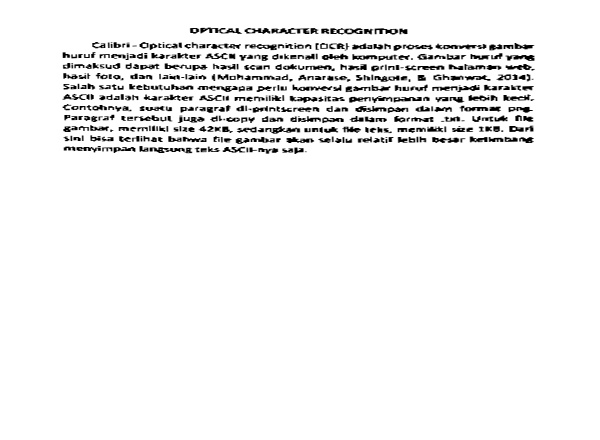 OPTICAL CHARACTER RECOGNITION
Calibri - Optical character recognition (OCR) adalah proses konversi gambar
huruf menjadi karakter ASCII yang dikenali oleh komputer. Gambar huruf yang
dimaksud dapat berupa hasil scan dokumen, hasil print-screen halaman web,
hasil foto, dan lain-lain (Mohammad, Anarase, Shingote, & Ghanwat, 2014).
Salah satu kebutuhan mengapa perlu konversi gambar huruf menjadi karakter
ASCII adalah karakter ASCII memiliki kapasitas penyimpanan yang lebih kecil.
Contohnya, suatu paragraf di-printscreen dan disimpan dalam format png.
Paragraf tersebut juga di-copy dan disimpan dalam format .txt. Untuk file
gambar, memiliki size 42KB, sedangkan untuk file teks, memiliki size 1KB. Dari
sini bisa terlihat bahwa file gambar akan selalu relatif lebih besar ketimbang
menyimpan langsung teks ASCII-nya saja.